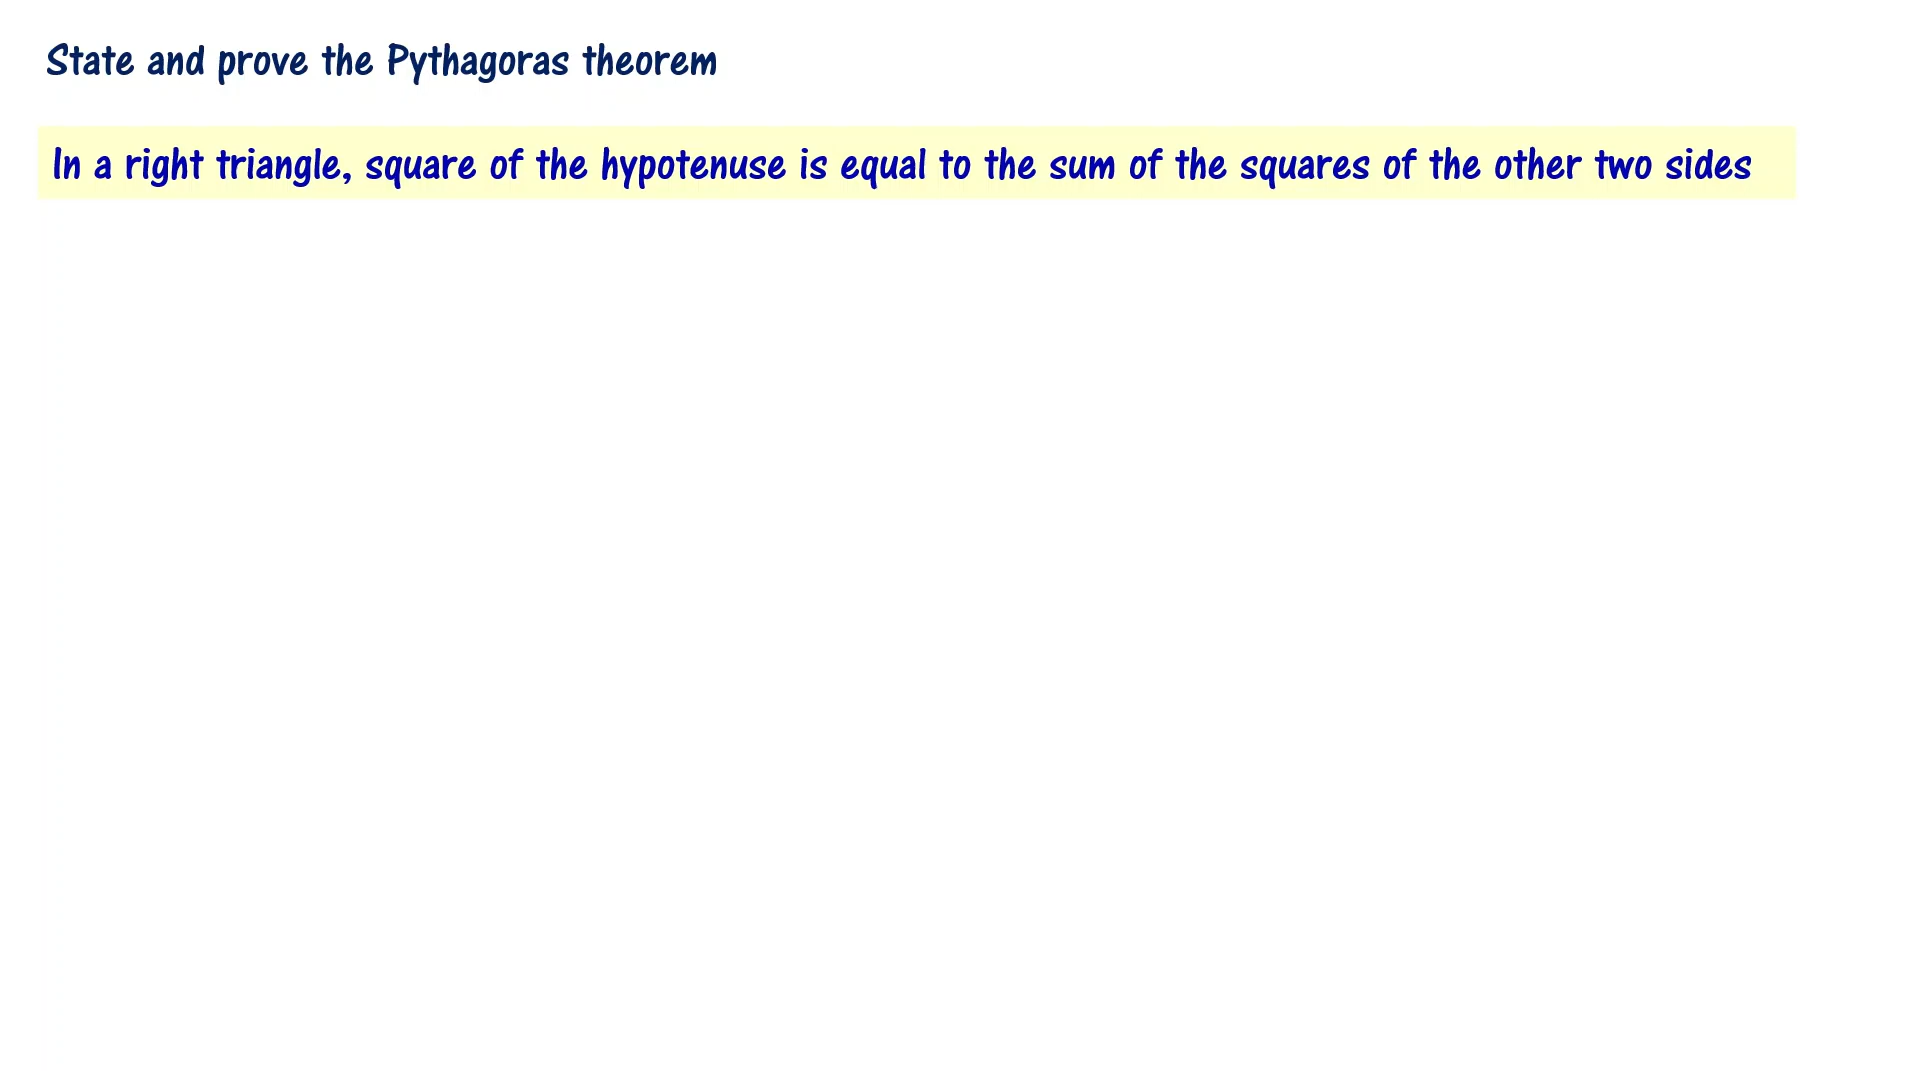 State and prove the Pythagoras theorem
In a right triangle, square of the hypotenuse is equal to the sum of the squares of the other two sides